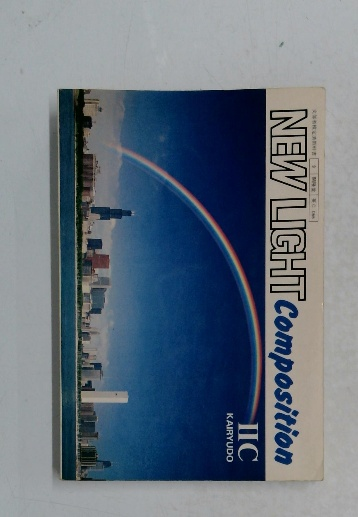 NEW LIGHT
Composition
IIC
KAIRYUDO